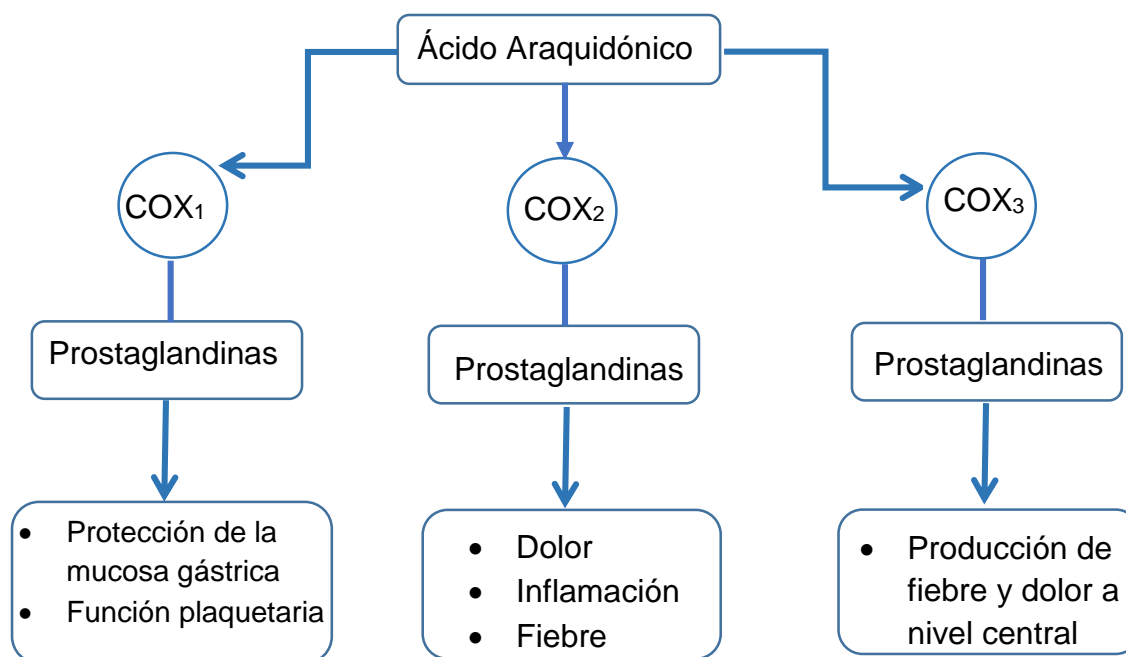 Ácido Araquidónico
COX₁
COX₂
COX₃
Prostaglandinas
Prostaglandinas
Prostaglandinas
• Protección de la
mucosa gástrica
• Función plaquetaria
• Dolor
• Inflamación
• Fiebre
• Producción de
fiebre y dolor a
nivel central